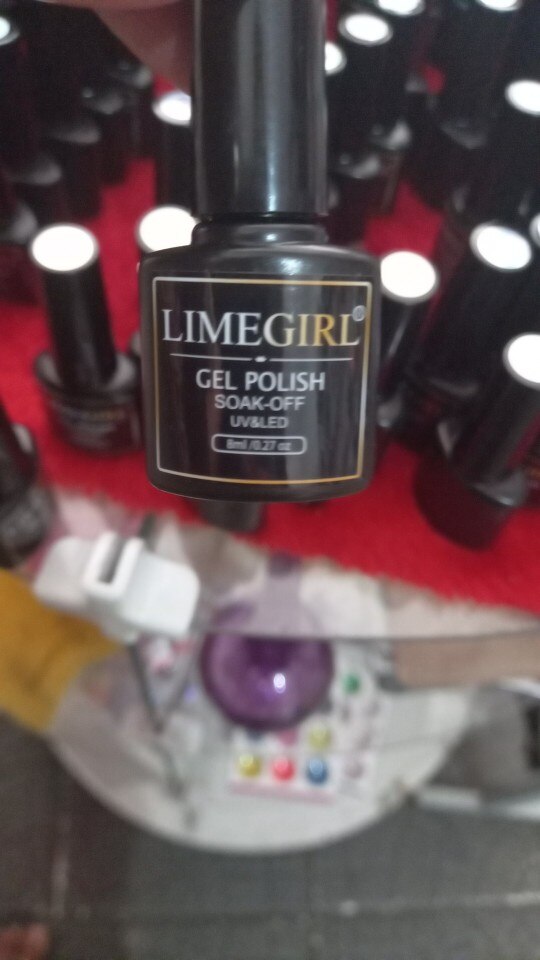 LIMEGIRL®
GEL POLISH
SOAK-OFF
UV&LED
8ml /0.27 oz